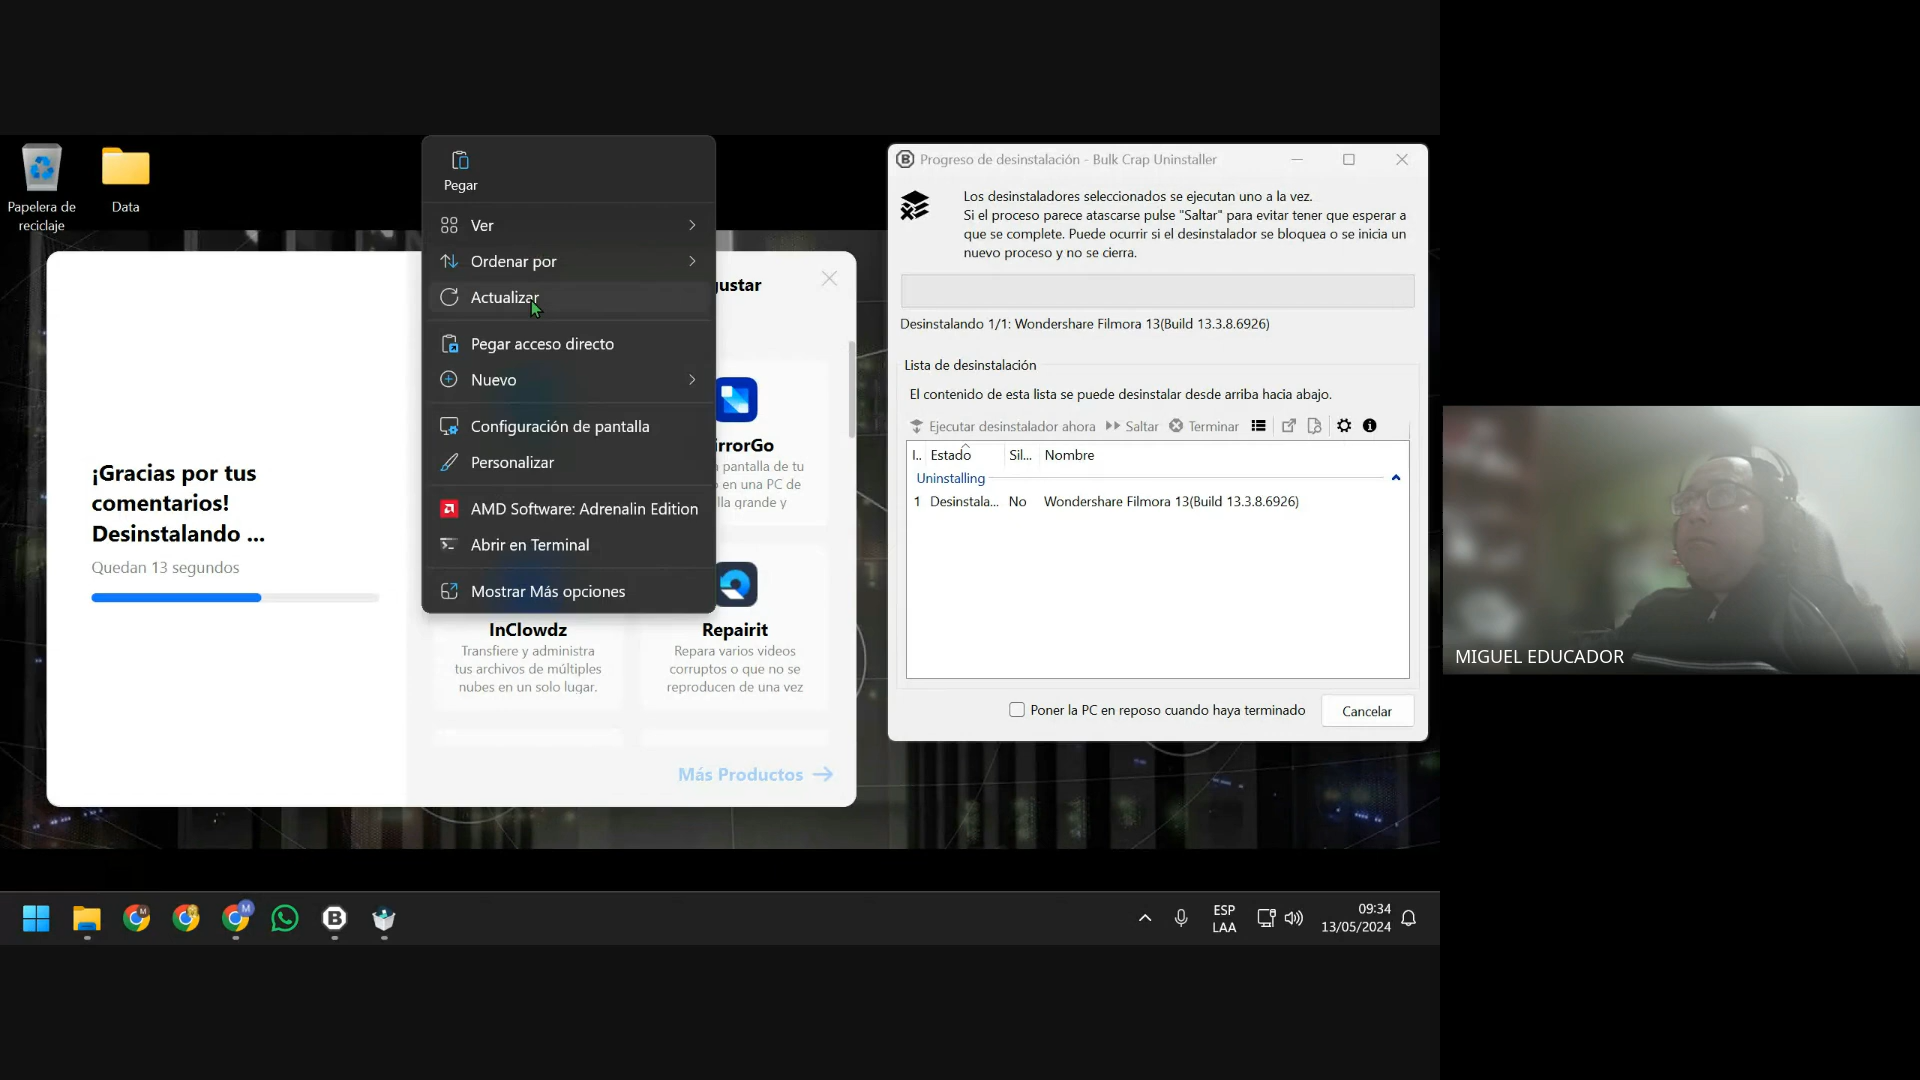 Papelera de
reciclaje
Data
¡Gracias por tus
comentarios!
Desinstalando ...
Quedan 13 segundos
Pegar
Ver
Ordenar por
Actualizar
Pegar acceso directo
Nuevo
Configuración de pantalla
Personalizar
AMD Software: Adrenalin Edition
Abrir en Terminal
Mostrar Más opciones
ustar
irrorGo
pantalla de tu
en una PC de
lla grande y
InClowdz
Transfiere y administra
tus archivos de múltiples
nubes en un solo lugar.
Repairit
Repara varios videos
corruptos o que no se
reproducen de una vez
Más Productos
Progreso de desinstalación - Bulk Crap Uninstaller
Los desinstaladores seleccionados se ejecutan uno a la vez.
Si el proceso parece atascarse pulse "Saltar" para evitar tener que esperar a
que se complete. Puede ocurrir si el desinstalador se bloquea o se inicia un
nuevo proceso y no se cierra.
Desinstalando 1/1: Wondershare Filmora 13(Build 13.3.8.6926)
Lista de desinstalación
El contenido de esta lista se puede desinstalar desde arriba hacia abajo.
Ejecutar desinstalador ahora Saltar Terminar
I.. Estado Sil... Nombre
Uninstalling
1 Desinstala... No Wondershare Filmora 13(Build 13.3.8.6926)
Poner la PC en reposo cuando haya terminado
Cancelar
MIGUEL EDUCADOR
ESP
LAA
09:34
13/05/2024